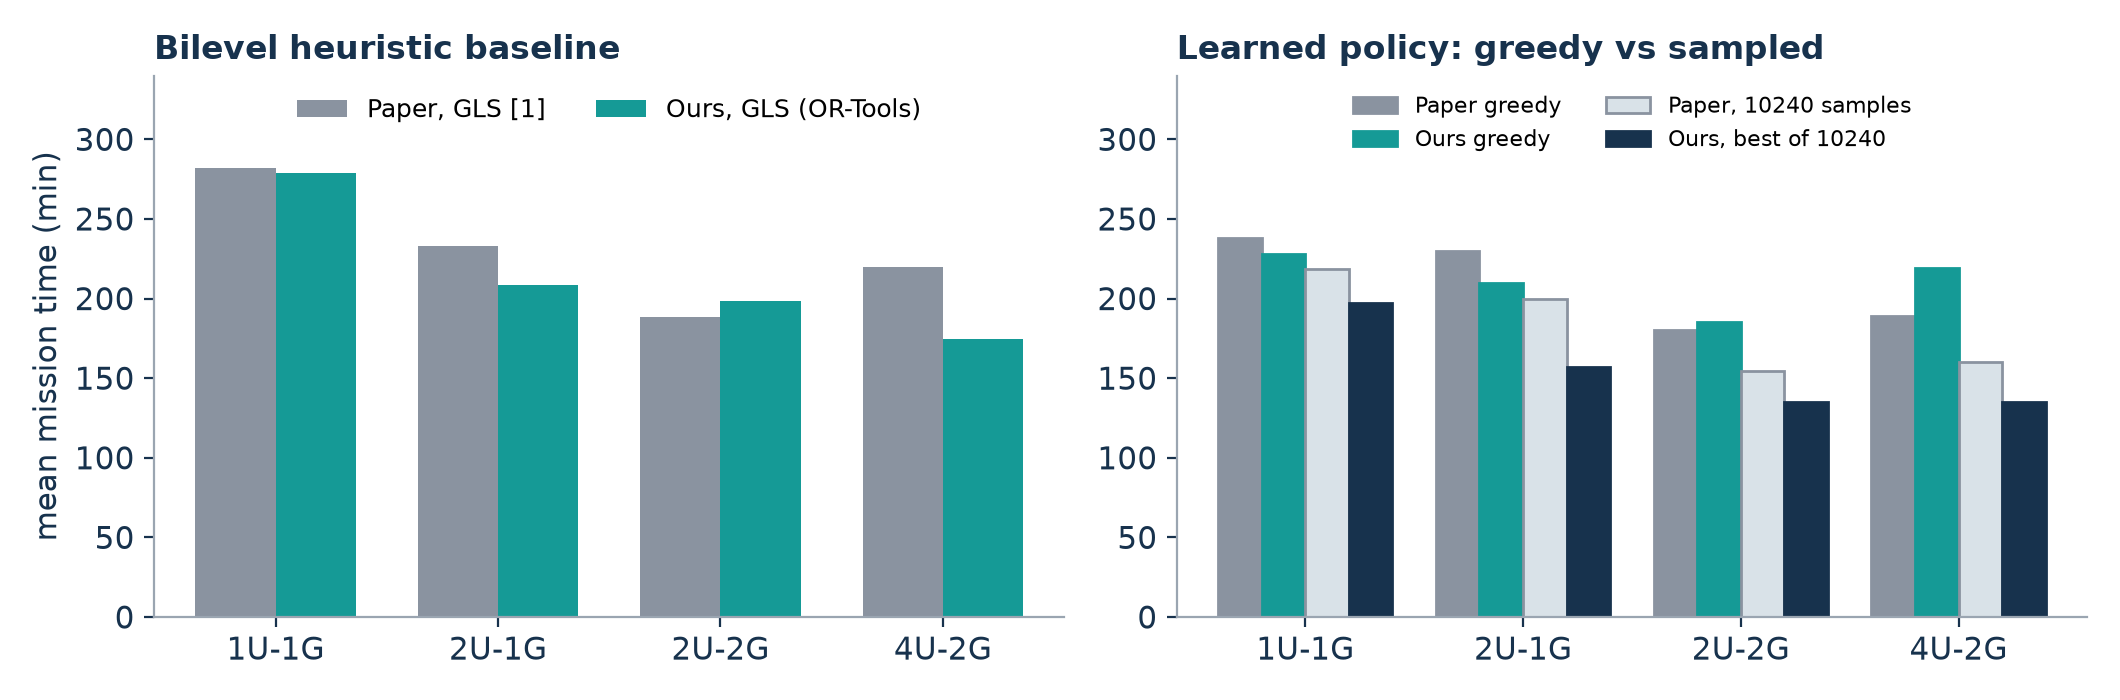 Bilevel heuristic baseline
Paper, GLS [1]
Ours, GLS (OR-Tools)
mean mission time (min)
300
250
200
150
100
50
0
1U-1G
2U-1G
2U-2G
4U-2G
Learned policy: greedy vs sampled
Paper greedy
Ours greedy
Paper, 10240 samples
Ours, best of 10240
300
250
200
150
100
50
0
1U-1G
2U-1G
2U-2G
4U-2G